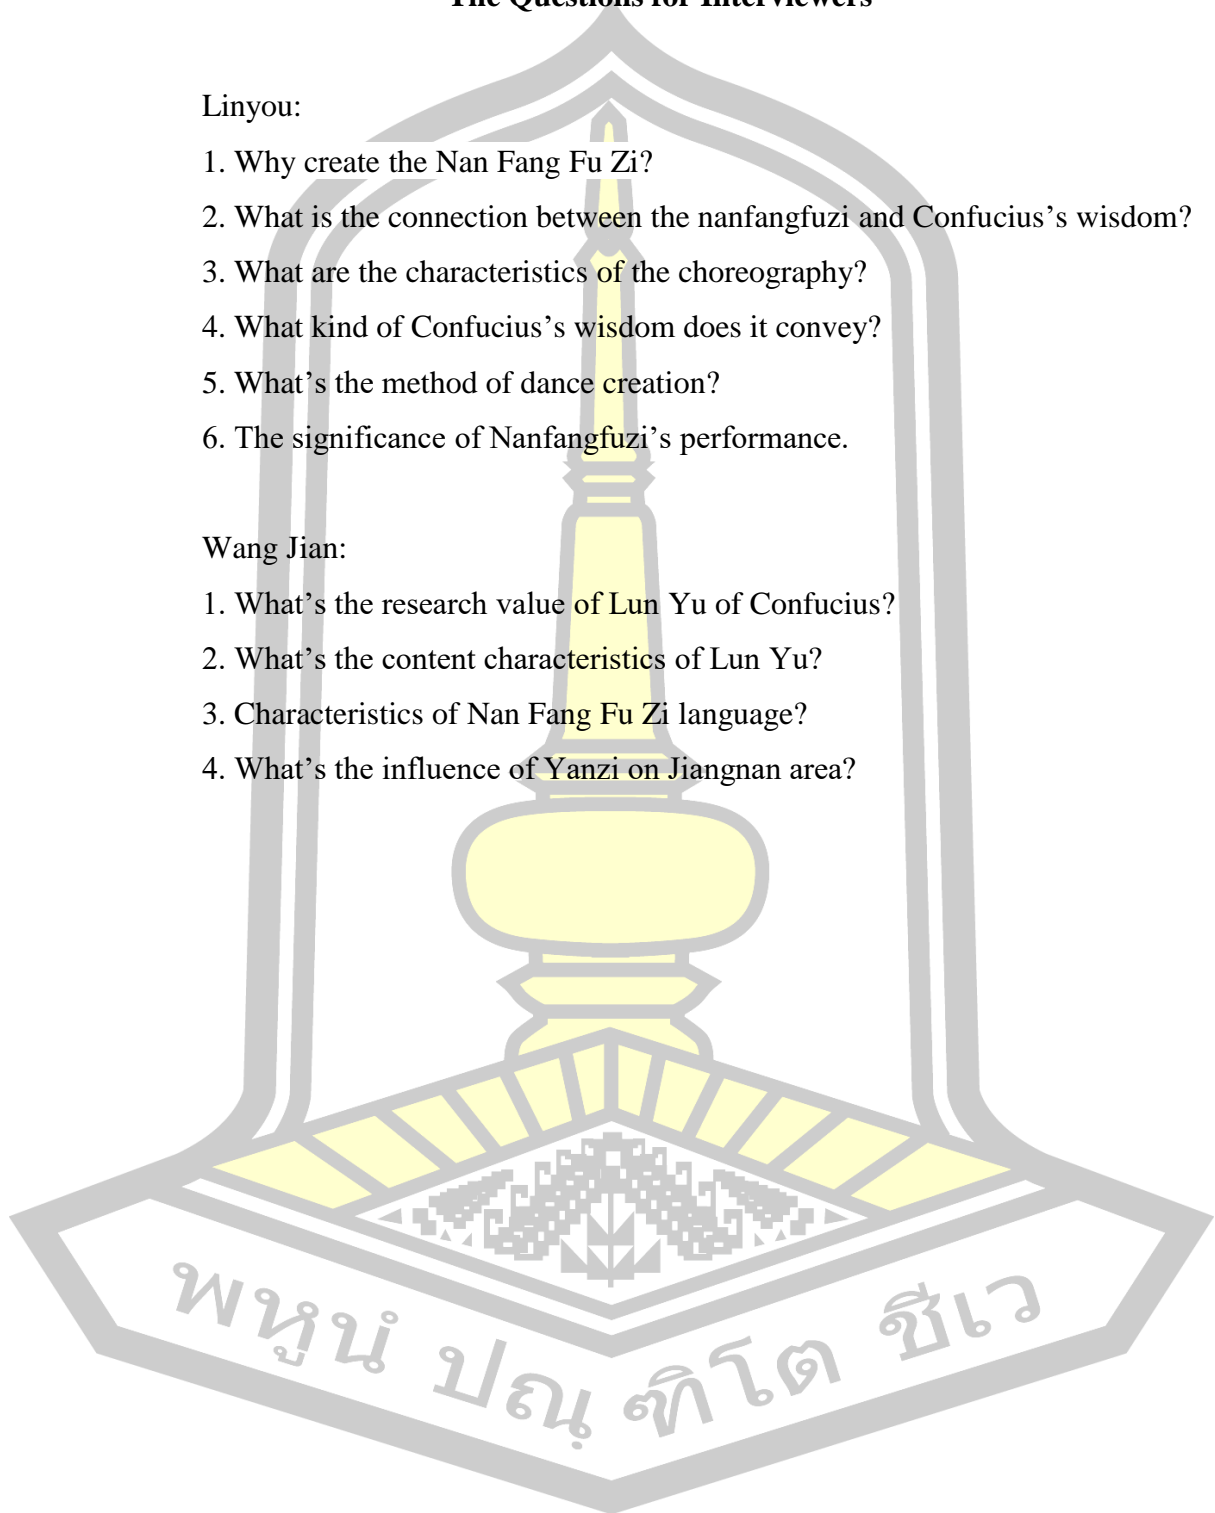 The Questions for Interviewers
Linyou:
1. Why create the Nan Fang Fu Zi?
2. What is the connection between the nanfangfuzi and Confucius’s wisdom?
3. What are the characteristics of the choreography?
4. What kind of Confucius’s wisdom does it convey?
5. What’s the method of dance creation?
6. The significance of Nanfangfuzi’s performance.
Wang Jian:
1. What’s the research value of Lun Yu of Confucius?
2. What’s the content characteristics of Lun Yu?
3. Characteristics of Nan Fang Fu Zi language?
4. What’s the influence of Yanzi on Jiangnan area?
พหูนํ ปณฺฑิโต ชีเว